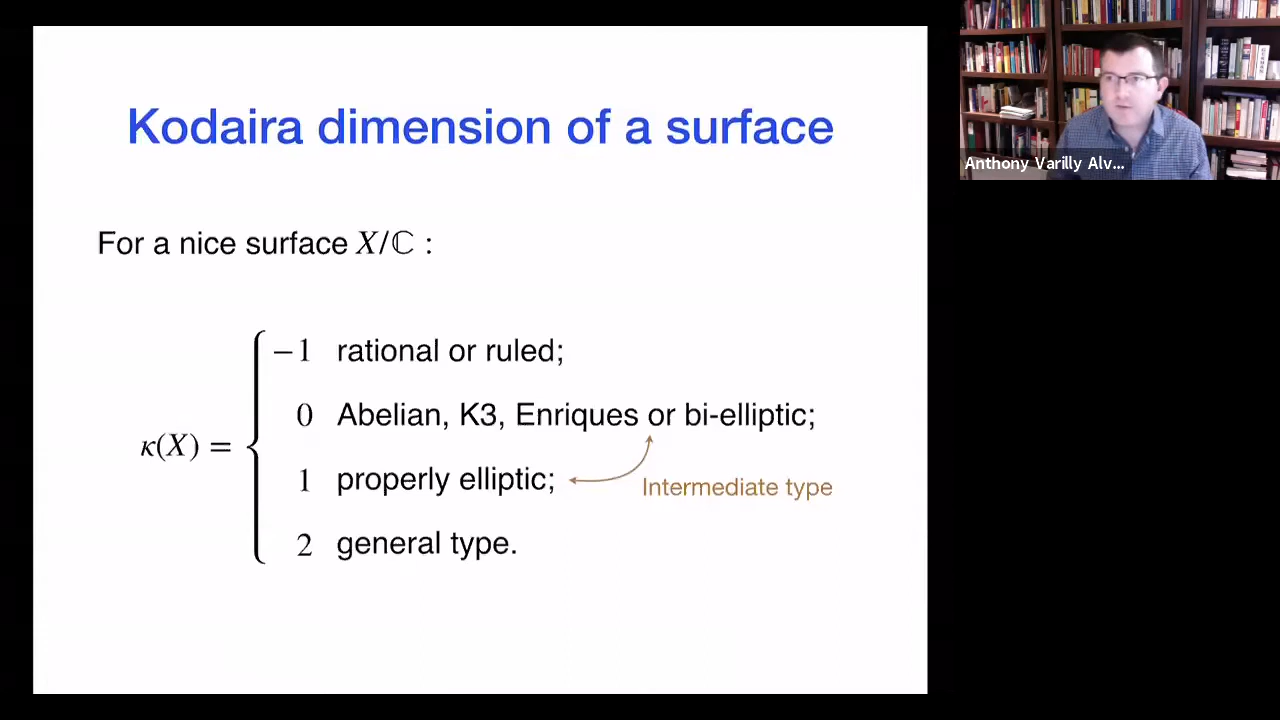 Kodaira dimension of a surface
Anthony Varilly Alv...
For a nice surface X/ℂ :
κ(X) =
−1 rational or ruled;
0 Abelian, K3, Enriques or bi-elliptic;
1 properly elliptic;
Intermediate type
2 general type.